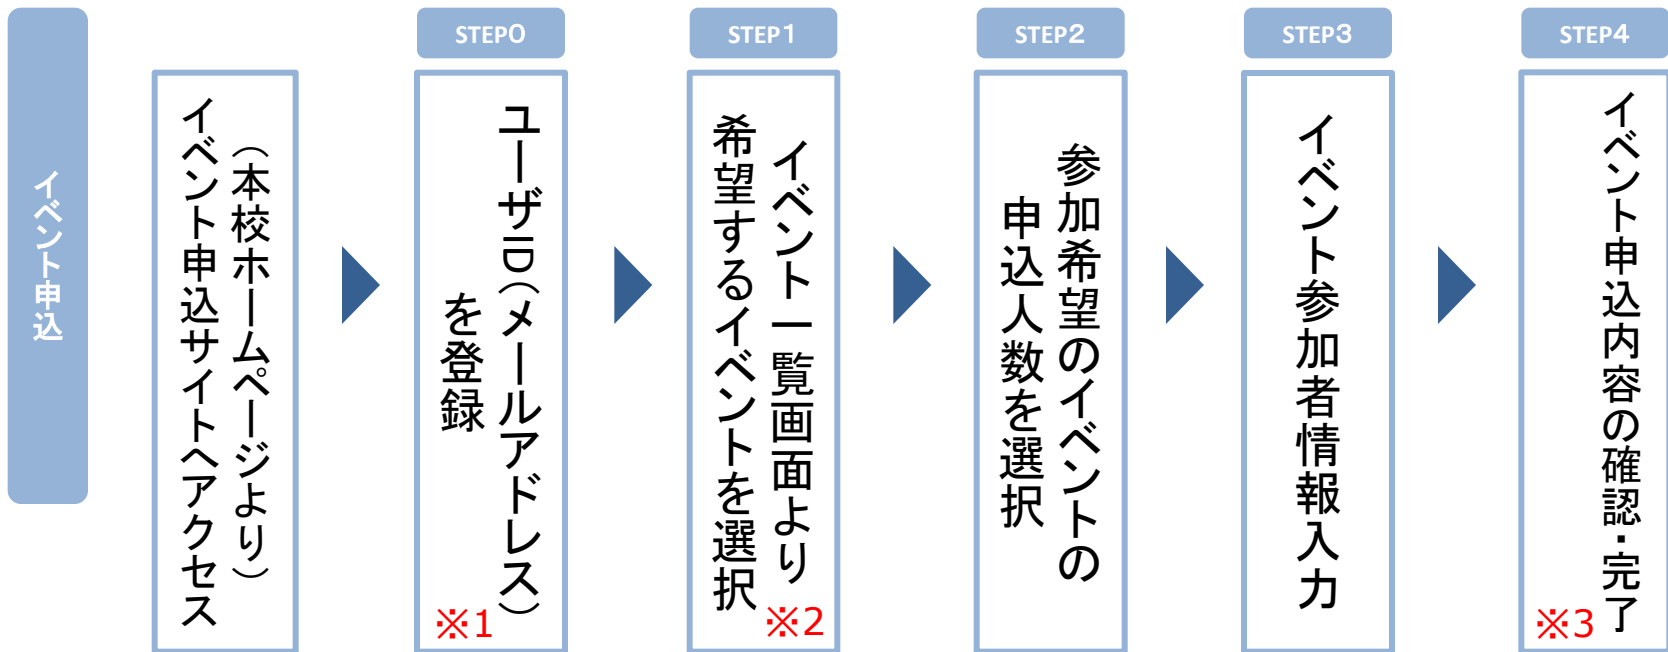 イベント申込
（本校ホームページより）
イベント申込サイトへアクセス
STEP0
ユーザID（メールアドレス）
を登録
※1
STEP1
イベント一覧画面より
希望するイベントを選択
※2
STEP2
参加希望のイベントの
申込人数を選択
STEP3
イベント参加者情報入力
STEP4
イベント申込内容の確認・完了
※3